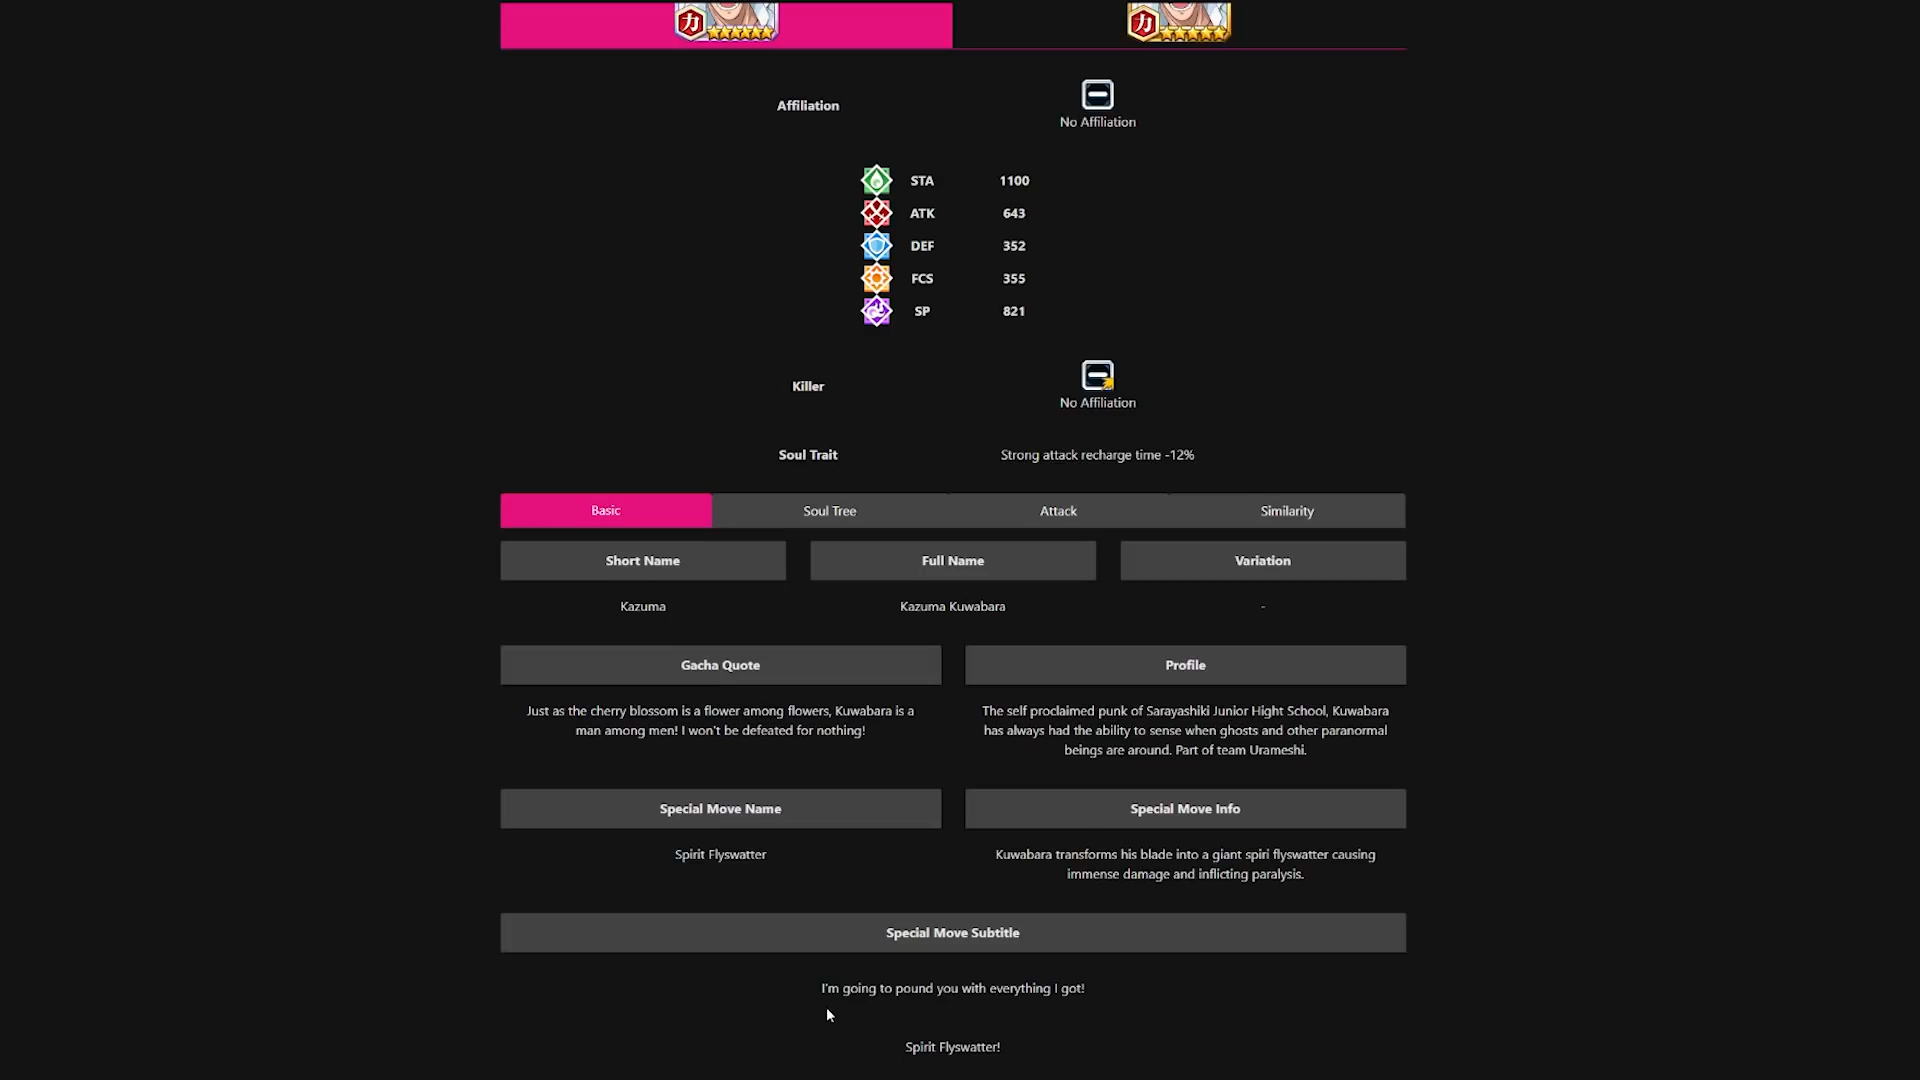 力
力
Affiliation
No Affiliation
STA 1100
ATK 643
DEF 352
FCS 355
SP 821
Killer
No Affiliation
Soul Trait
Strong attack recharge time -12%
Basic Soul Tree Attack Similarity
Short Name Full Name Variation
Kazuma Kazuma Kuwabara -
Gacha Quote
Just as the cherry blossom is a flower among flowers, Kuwabara is a
man among men! I won't be defeated for nothing!
Profile
The self proclaimed punk of Sarayashiki Junior Hight School, Kuwabara
has always had the ability to sense when ghosts and other paranormal
beings are around. Part of team Urameshi.
Special Move Name
Spirit Flyswatter
Special Move Info
Kuwabara transforms his blade into a giant spiri flyswatter causing
immense damage and inflicting paralysis.
Special Move Subtitle
I'm going to pound you with everything I got!
Spirit Flyswatter!